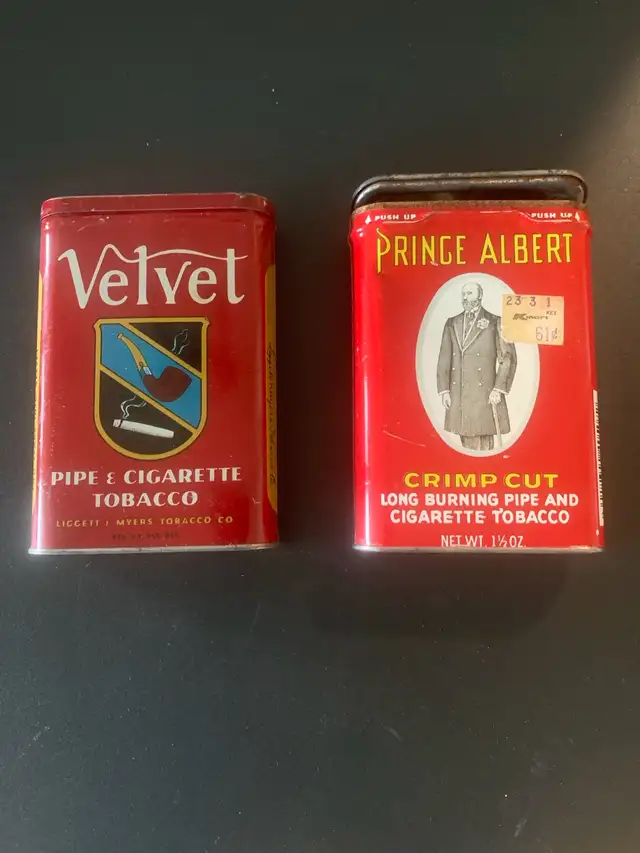 Velvet
PIPE & CIGARETTE
TOBACCO
LIGGETT & MYERS TOBACCO CO
PUSH UP
PUSH UP
PRINCE ALBERT
23 3 1
Kmart
61¢
CRIMP CUT
LONG BURNING PIPE AND
CIGARETTE TOBACCO
NET WT. 1½ OZ.